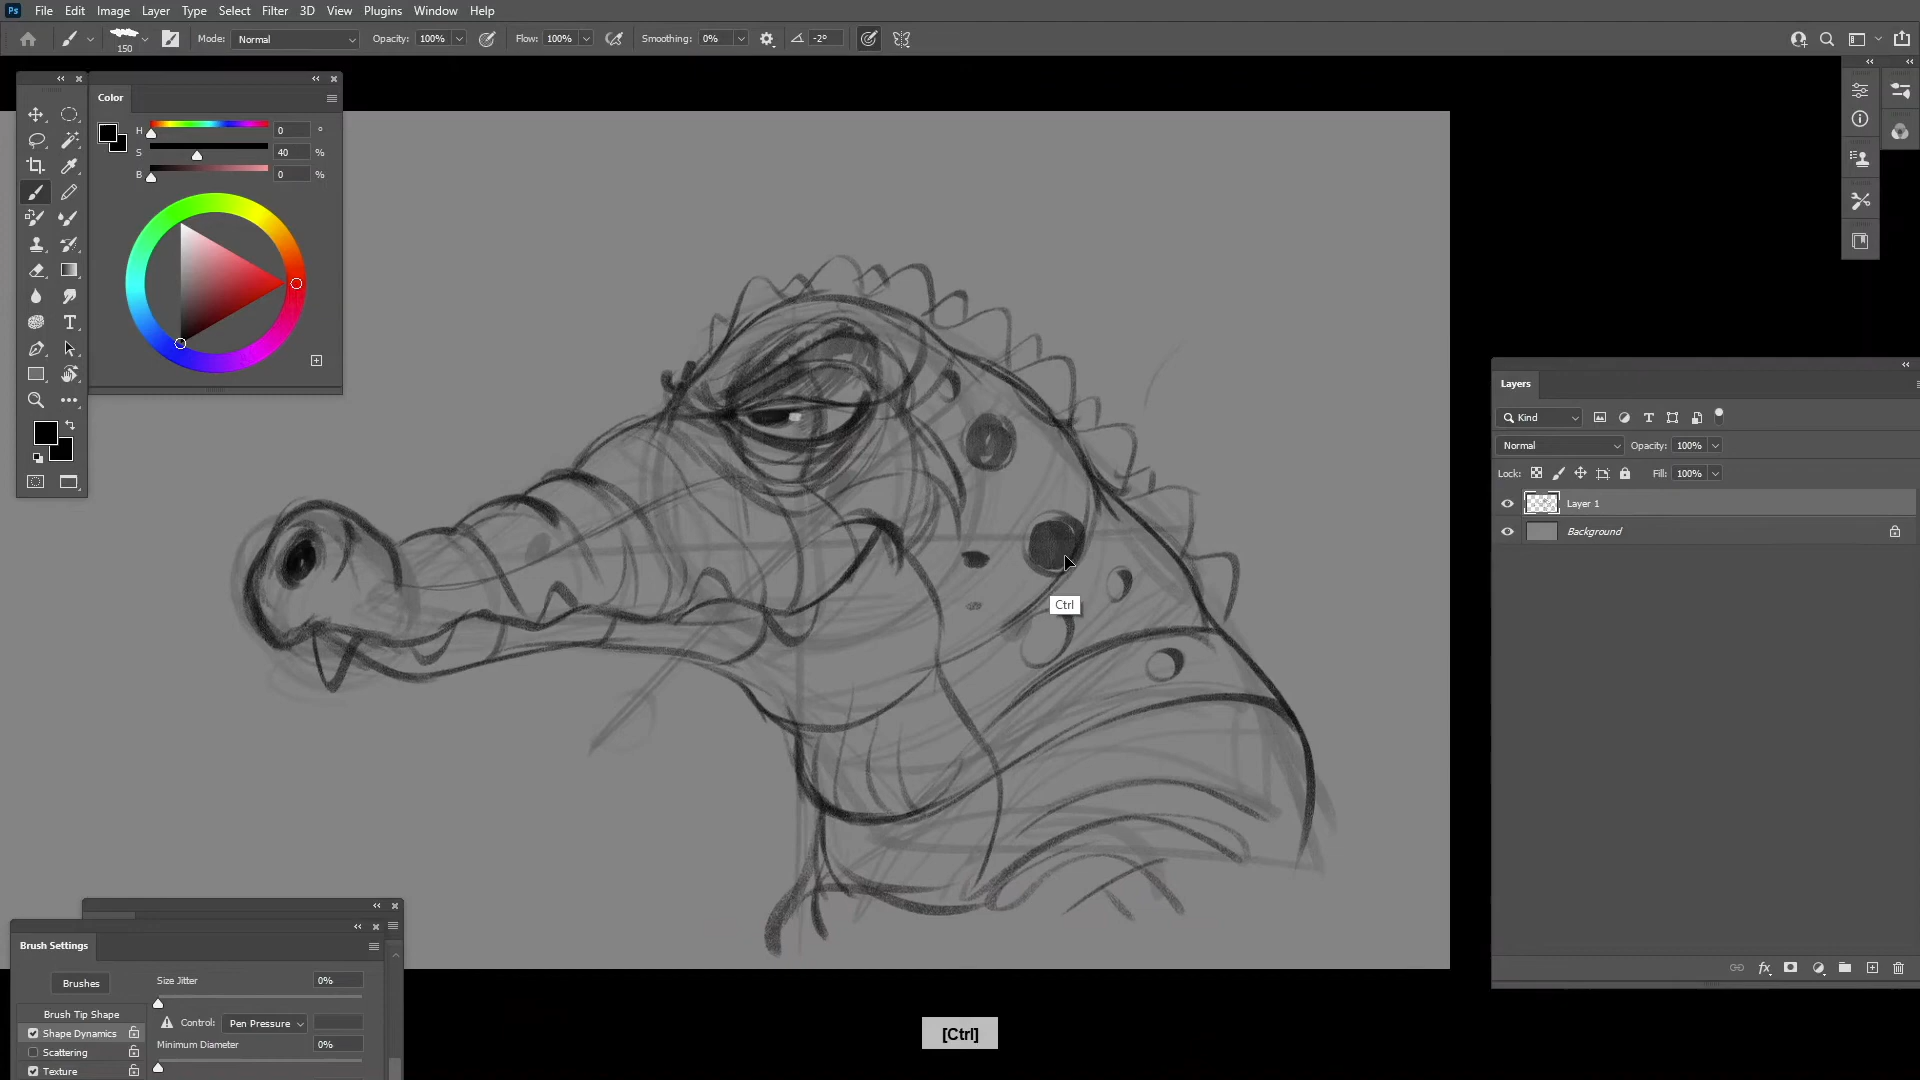 Ps File Edit Image Layer Type Select Filter 3D View Plugins Window Help
150 Mode: Normal Opacity: 100% Flow: 100% Smoothing: 0% -2°
Color
H 0 °
S 40 %
B 0 %
Layers
Kind
Normal Opacity: 100%
Lock: Fill: 100%
Layer 1
Background
Ctrl
Brush Settings
Brushes Size Jitter 0%
Brush Tip Shape
Control: Pen Pressure
Shape Dynamics
Minimum Diameter 0%
Scattering
Texture
[Ctrl]